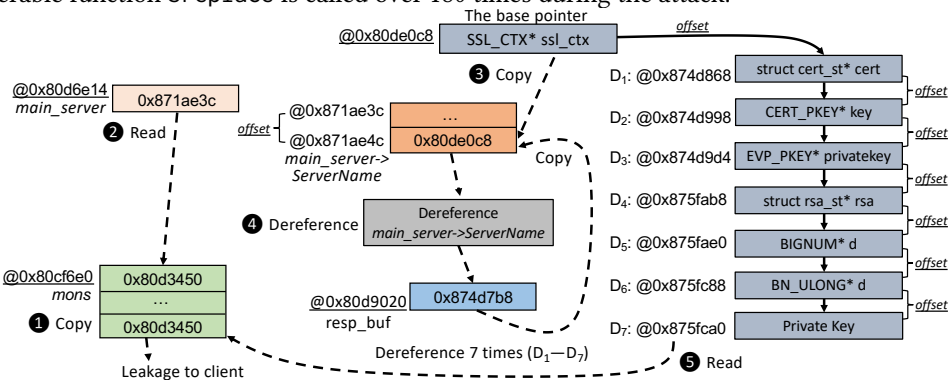 The base pointer
@0x80de0c8
SSL_CTX* ssl_ctx
offset
3 Copy
@0x80d6e14
main_server
0x871ae3c
2 Read
offset
@0x871ae3c
…
@0x871ae4c
0x80de0c8
main_server->
ServerName
Copy
4 Dereference
Dereference
main_server->ServerName
@0x80cf6e0
mons
0x80d3450
…
0x80d3450
1 Copy
Leakage to client
@0x80d9020
resp_buf
0x874d7b8
Dereference 7 times (D1—D7)
5 Read
D1: @0x874d868
struct cert_st* cert
offset
D2: @0x874d998
CERT_PKEY* key
offset
D3: @0x874d9d4
EVP_PKEY* privatekey
offset
D4: @0x875fab8
struct rsa_st* rsa
offset
D5: @0x875fae0
BIGNUM* d
offset
D6: @0x875fc88
BN_ULONG* d
offset
D7: @0x875fca0
Private Key